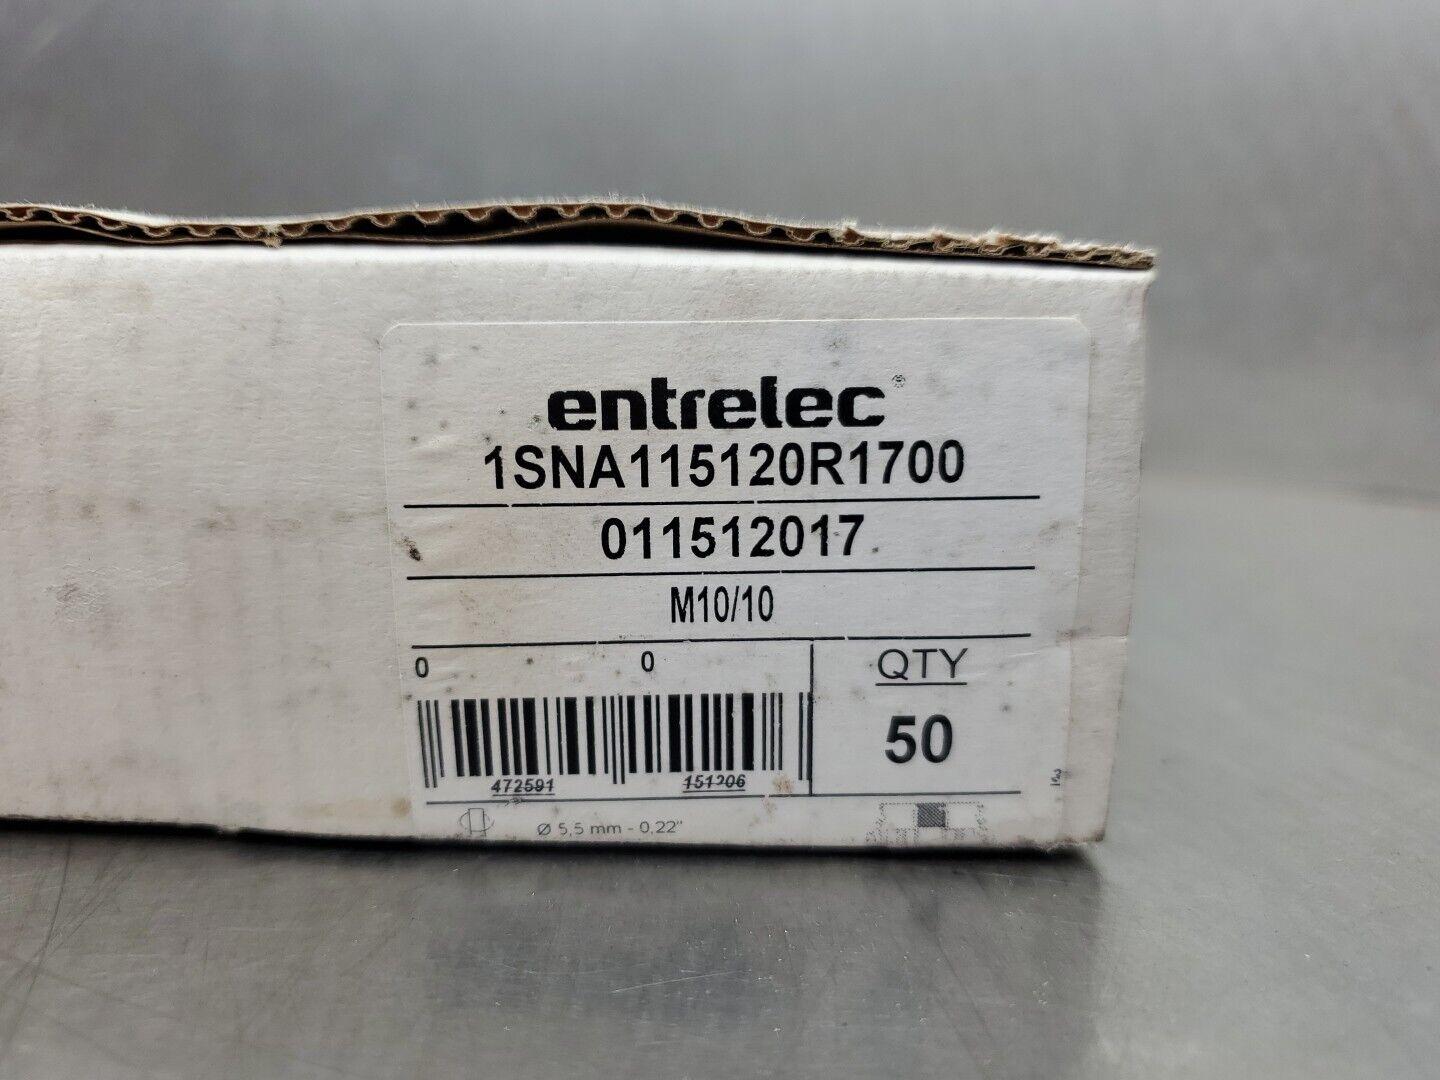 entrelec®
1SNA115120R1700
011512017
M10/10
0 0
472591 151206
QTY
50
Ø 5,5 mm - 0,22"